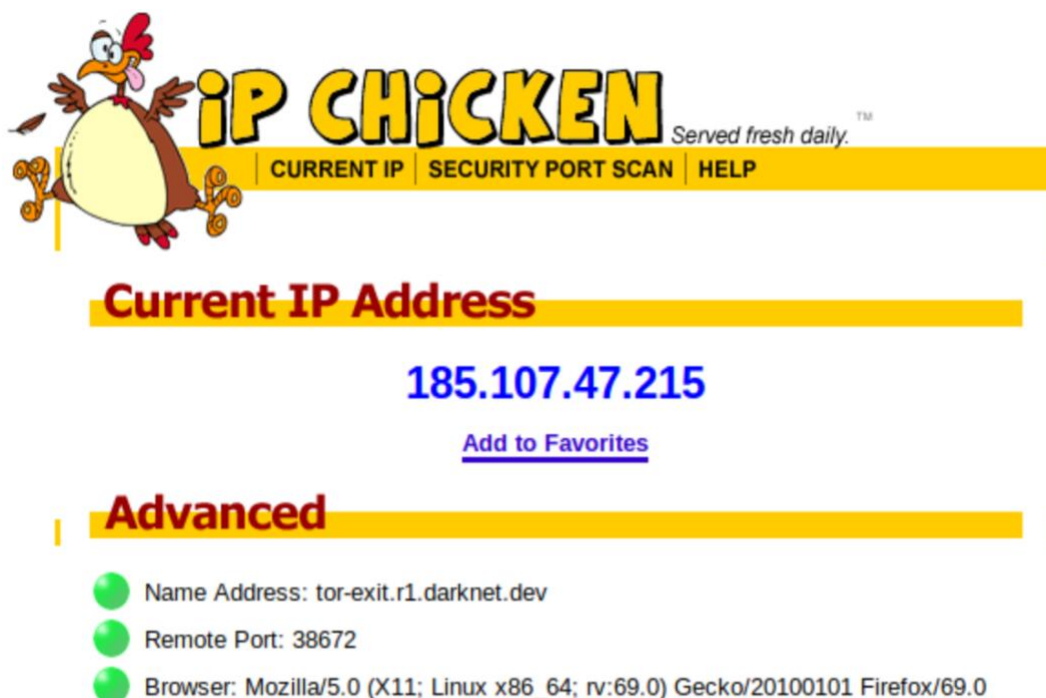 iP CHiCKEN
Served fresh daily.™
CURRENT IP | SECURITY PORT SCAN | HELP
Current IP Address
185.107.47.215
Add to Favorites
Advanced
Name Address: tor-exit.r1.darknet.dev
Remote Port: 38672
Browser: Mozilla/5.0 (X11; Linux x86_64; rv:69.0) Gecko/20100101 Firefox/69.0